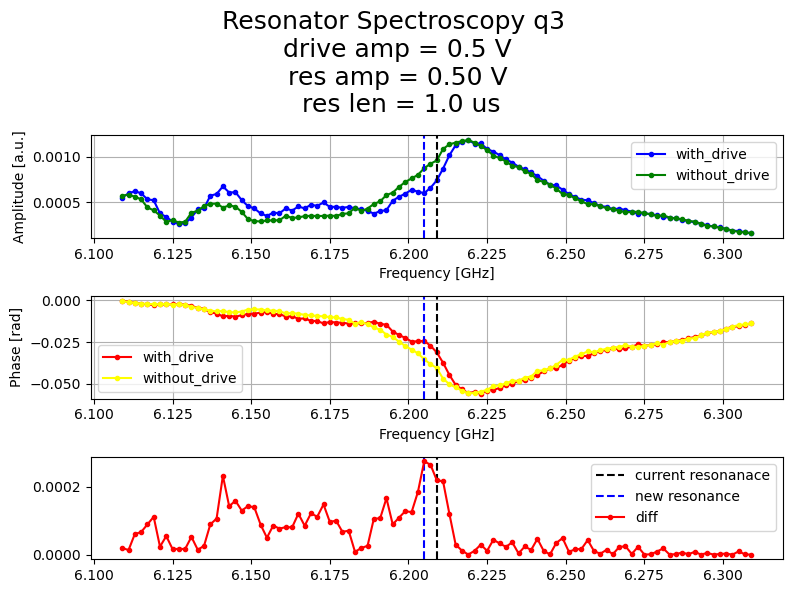 Resonator Spectroscopy q3
drive amp = 0.5 V
res amp = 0.50 V
res len = 1.0 us
Amplitude [a.u.]
0.0010
0.0005
with_drive
without_drive
6.100 6.125 6.150 6.175 6.200 6.225 6.250 6.275 6.300
Frequency [GHz]
Phase [rad]
0.000
−0.025
−0.050
with_drive
without_drive
6.100 6.125 6.150 6.175 6.200 6.225 6.250 6.275 6.300
Frequency [GHz]
0.0002
0.0000
current resonanace
new resonance
diff
6.100 6.125 6.150 6.175 6.200 6.225 6.250 6.275 6.300